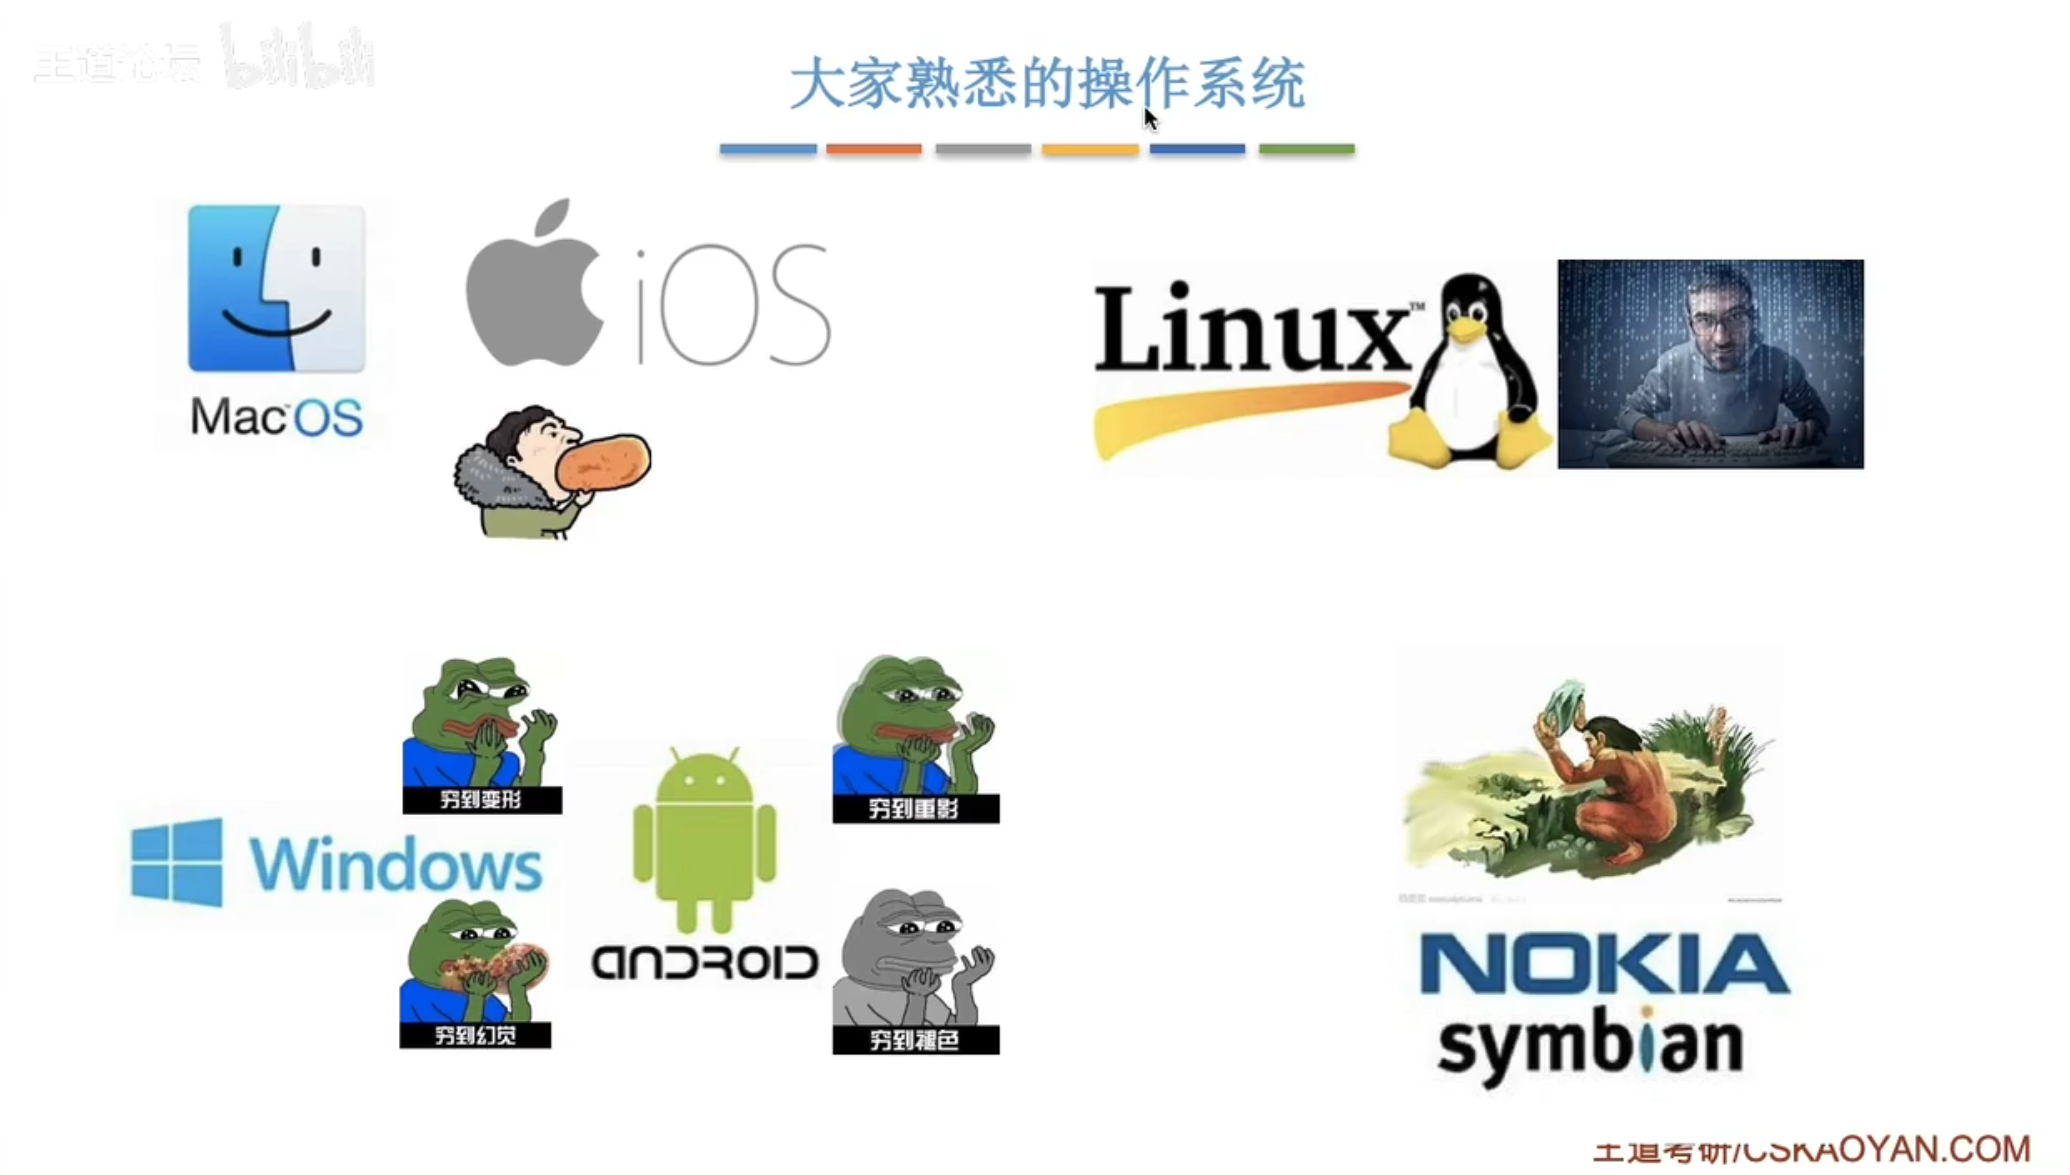 王道论坛 bilibili
大家熟悉的操作系统
Mac OS
iOS
Linux™
穷到变形
穷到重影
Windows
ANDROID
穷到幻觉
穷到褪色
NOKIA
symbian
王道考研/CSKAOYAN.COM